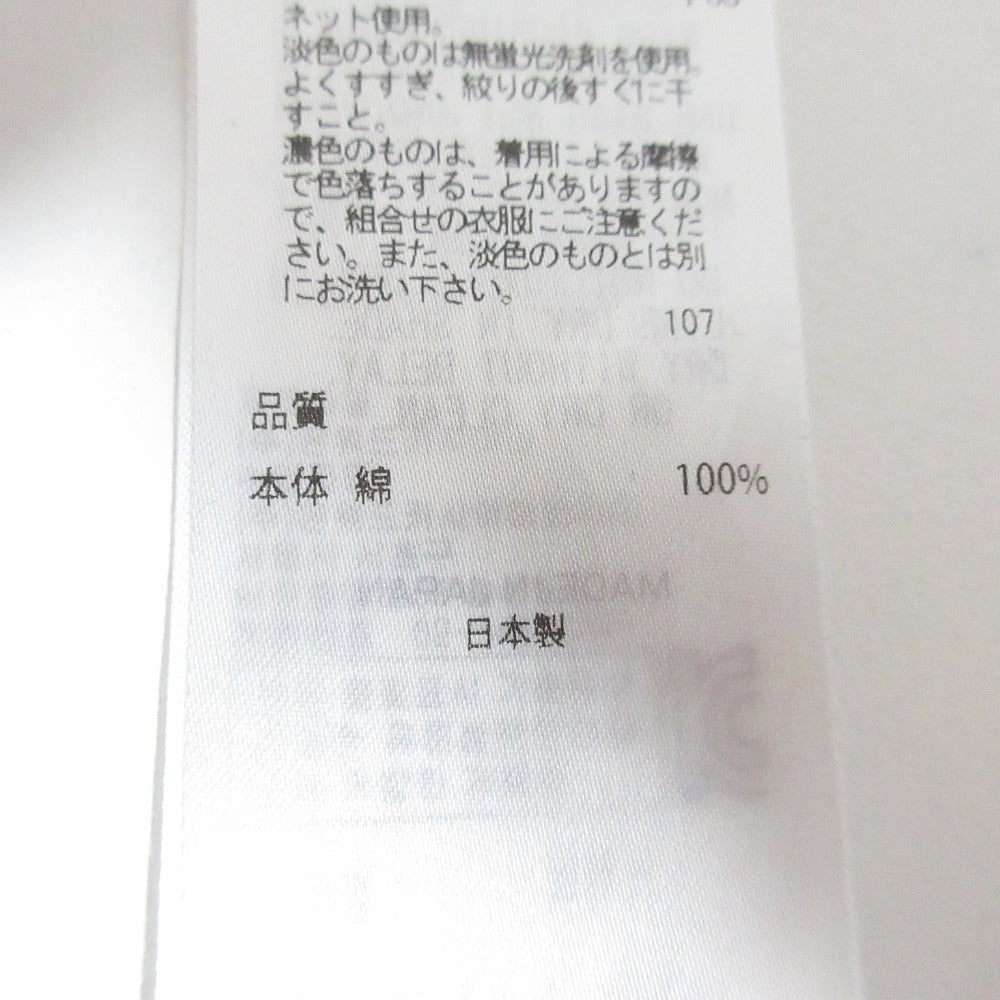 ネット使用。
淡色のものは無蛍光洗剤を使用。
よくすすぎ、絞りの後すぐに干
すこと。
濃色のものは、着用による摩擦
で色落ちすることがありますの
で、組合せの衣服にご注意くだ
さい。また、淡色のものとは別
にお洗い下さい。
107
品質
本体 綿 100%
MADE IN JAPAN
日本製